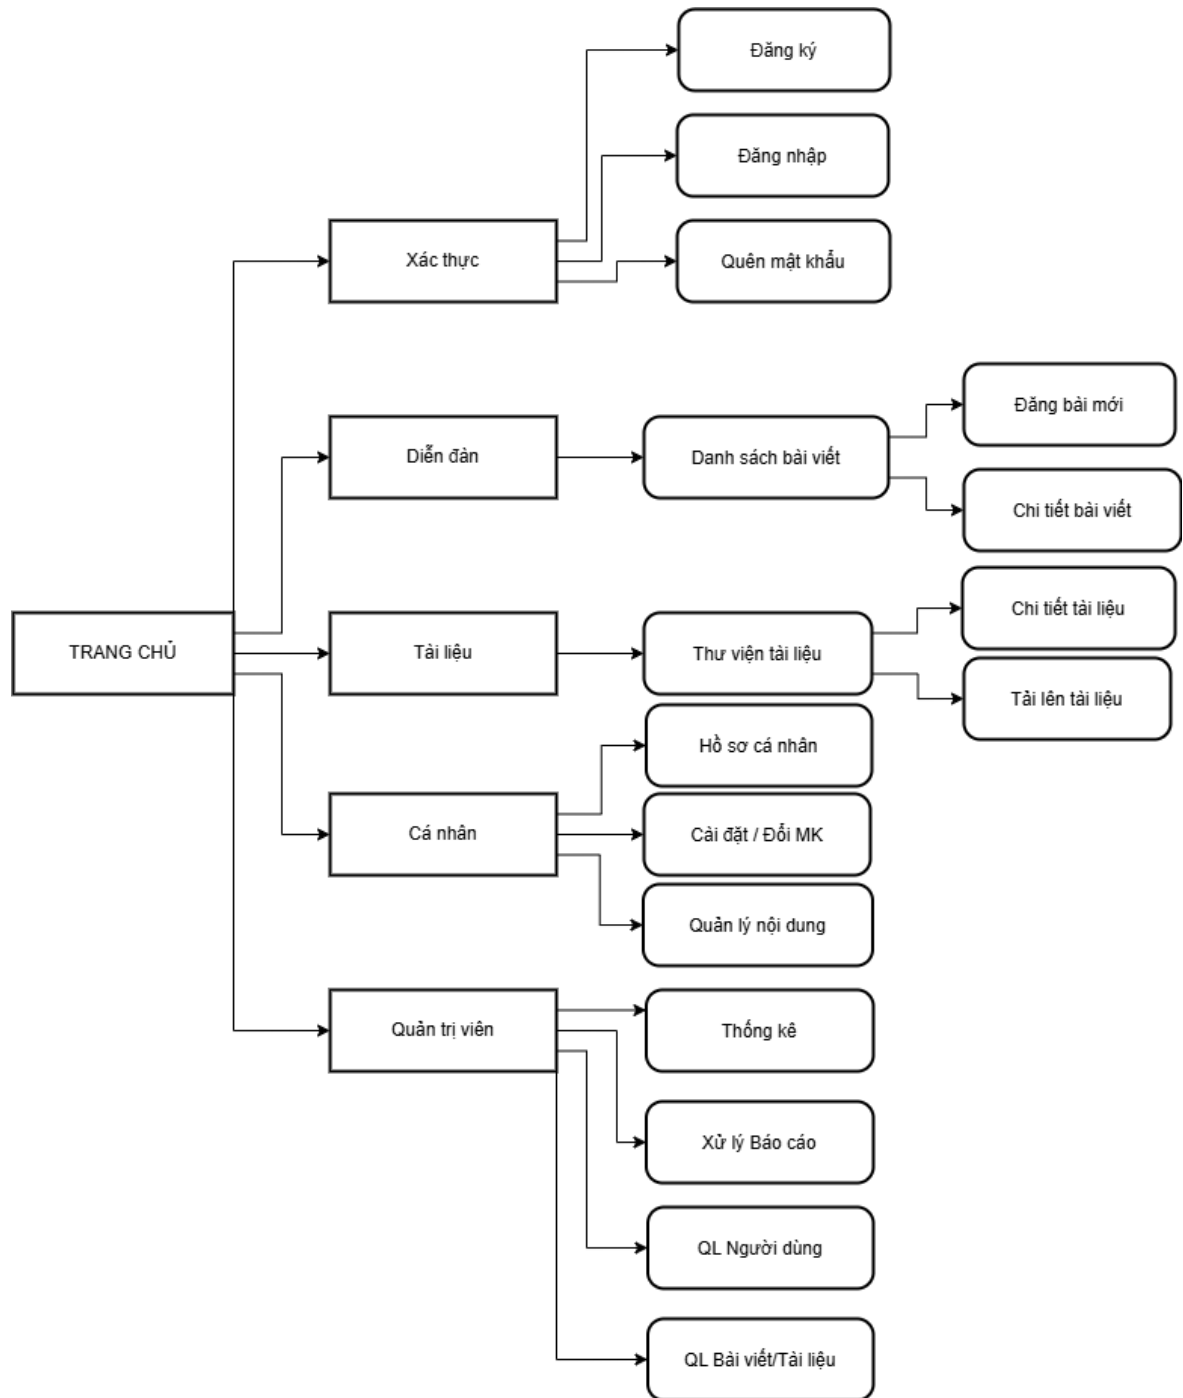 Đăng ký
Đăng nhập
Xác thực
Quên mật khẩu
Đăng bài mới
Diễn đàn
Danh sách bài viết
Chi tiết bài viết
Chi tiết tài liệu
TRANG CHỦ
Tài liệu
Thư viện tài liệu
Tải lên tài liệu
Hồ sơ cá nhân
Cá nhân
Cài đặt / Đổi MK
Quản lý nội dung
Quản trị viên
Thống kê
Xử lý Báo cáo
QL Người dùng
QL Bài viết/Tài liệu